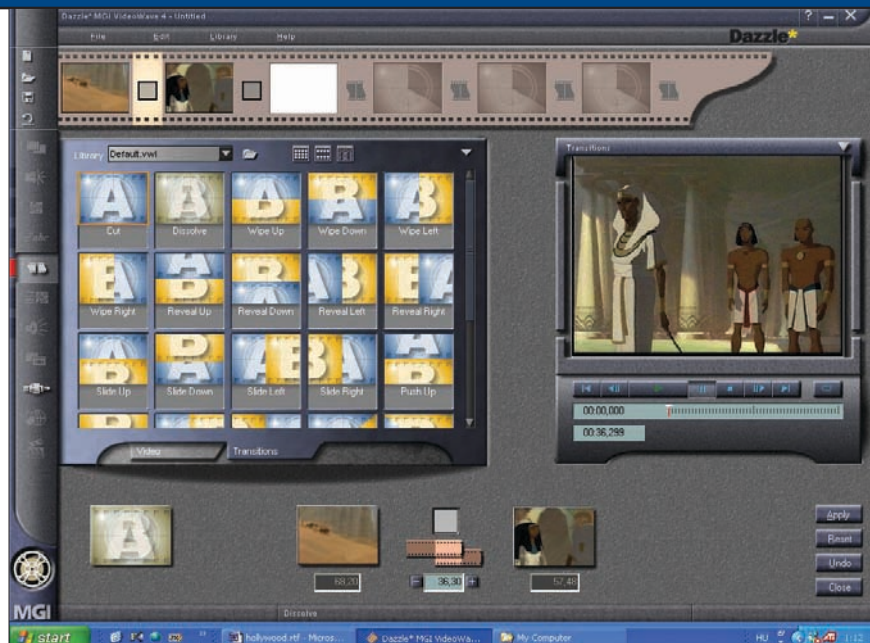 Dazzle* MGI VideoWave 4 - Untitled
File Edit Library Help
Dazzle*
Library Default.vwl
Transitions
Cut Dissolve Wipe Up Wipe Down Wipe Left
Wipe Right Reveal Up Reveal Down Reveal Left Reveal Right
Slide Up Slide Down Slide Left Slide Right Push Up
00:00,000
00:36,299
Video Transitions
Apply
Reset
Undo
Close
68,20 36,30 57,48
MGI
Dissolve
start hollywood.rtf - Micros... Dazzle* MGI VideoWa... My Computer HU 1:12